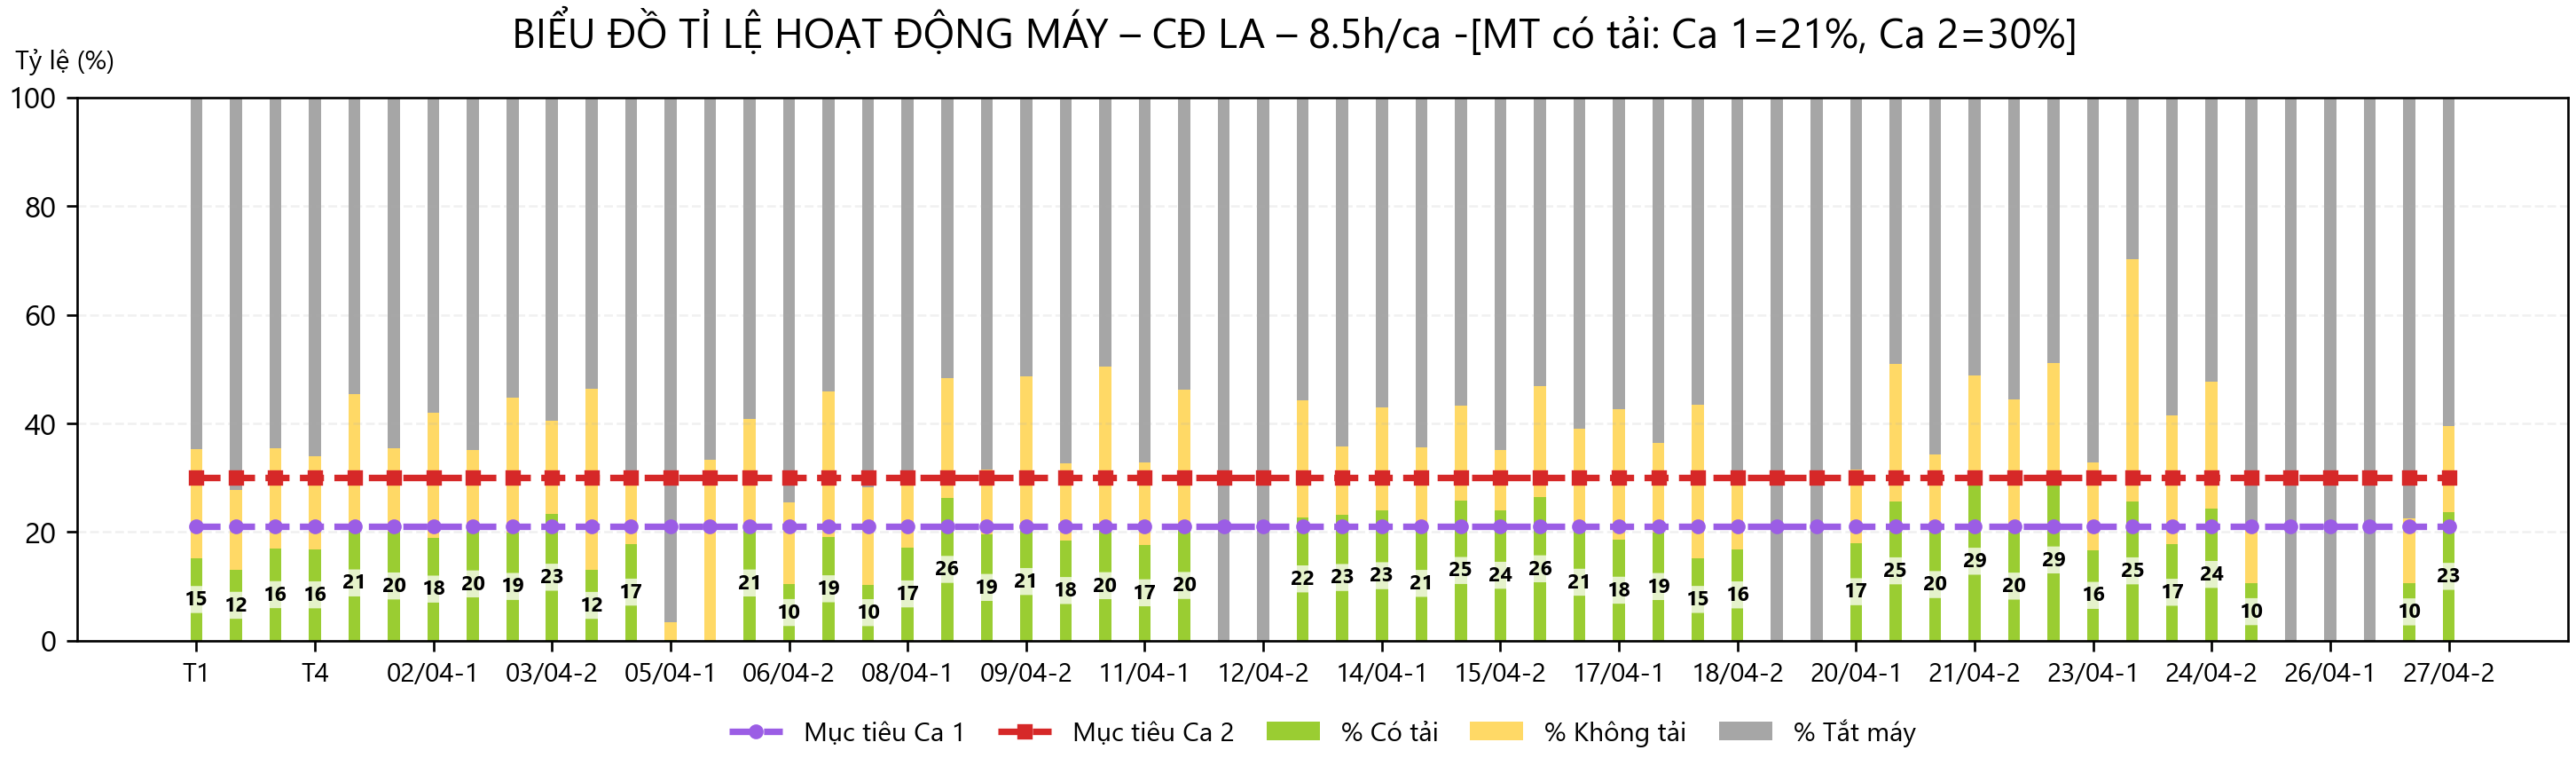 BIỂU ĐỒ TỈ LỆ HOẠT ĐỘNG MÁY – CĐ LA – 8.5h/ca -[MT có tải: Ca 1=21%, Ca 2=30%]
Tỷ lệ (%)
100
80
60
40
20
0
15 12 16 16 21 20 18 20 19 23 12 17 21 10 19 10 17 26 19 21 18 20 17 20 22 23 23 21 25 24 26 21 18 19 15 16 17 25 20 29 20 29 16 25 17 24 10 10 23
T1 T4 02/04-1 03/04-2 05/04-1 06/04-2 08/04-1 09/04-2 11/04-1 12/04-2 14/04-1 15/04-2 17/04-1 18/04-2 20/04-1 21/04-2 23/04-1 24/04-2 26/04-1 27/04-2
Mục tiêu Ca 1 Mục tiêu Ca 2 % Có tải % Không tải % Tắt máy